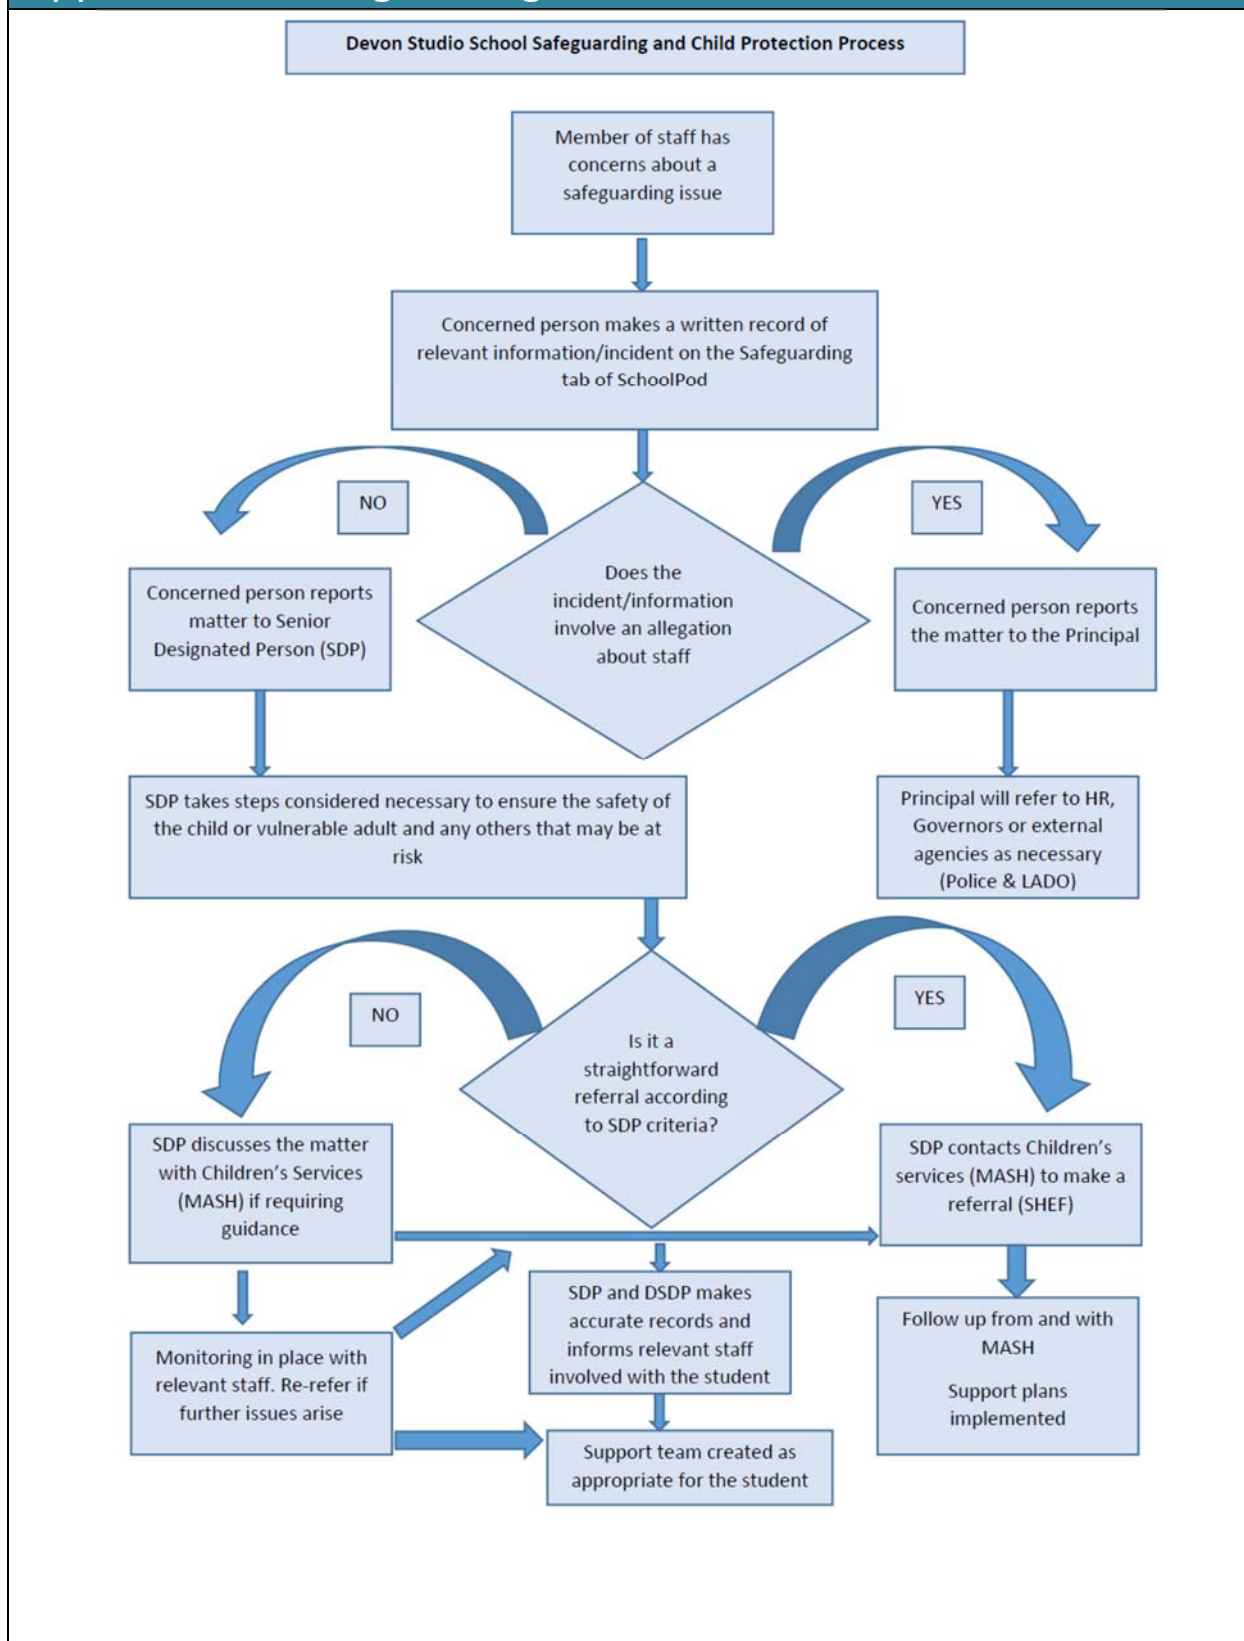 Devon Studio School Safeguarding and Child Protection Process
Member of staff has
concerns about a
safeguarding issue
Concerned person makes a written record of
relevant information/incident on the Safeguarding
tab of SchoolPod
NO
YES
Does the
incident/information
involve an allegation
about staff
Concerned person reports
matter to Senior
Designated Person (SDP)
Concerned person reports
the matter to the Principal
SDP takes steps considered necessary to ensure the safety of
the child or vulnerable adult and any others that may be at
risk
Principal will refer to HR,
Governors or external
agencies as necessary
(Police & LADO)
NO
YES
Is it a
straightforward
referral according
to SDP criteria?
SDP discusses the matter
with Children's Services
(MASH) if requiring
guidance
SDP contacts Children's
services (MASH) to make a
referral (SHEF)
SDP and DSDP makes
accurate records and
informs relevant staff
involved with the student
Monitoring in place with
relevant staff. Re-refer if
further issues arise
Follow up from and with
MASH
Support plans
implemented
Support team created as
appropriate for the student